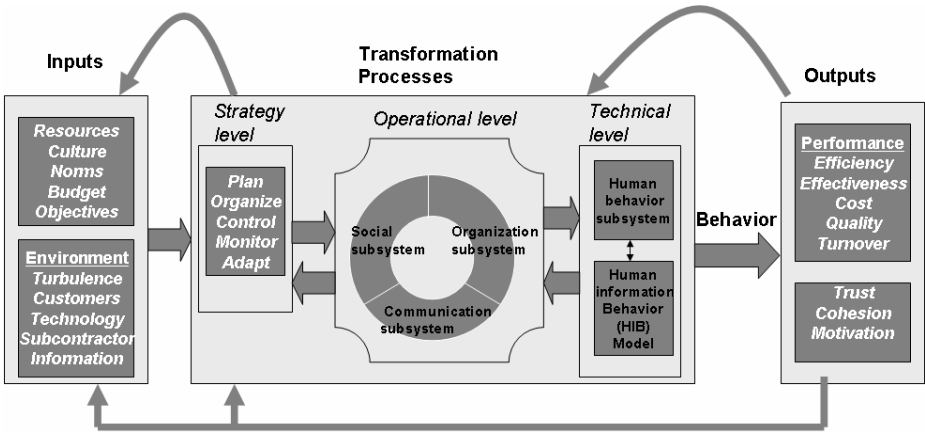 Inputs
Resources
Culture
Norms
Budget
Objectives
Environment
Turbulence
Customers
Technology
Subcontractor
Information
Transformation
Processes
Strategy
level
Plan
Organize
Control
Monitor
Adapt
Operational level
Social
subsystem
Organization
subsystem
Communication
subsystem
Technical
level
Human
behavior
subsystem
Human
information
Behavior
(HIB)
Model
Behavior
Outputs
Performance
Efficiency
Effectiveness
Cost
Quality
Turnover
Trust
Cohesion
Motivation